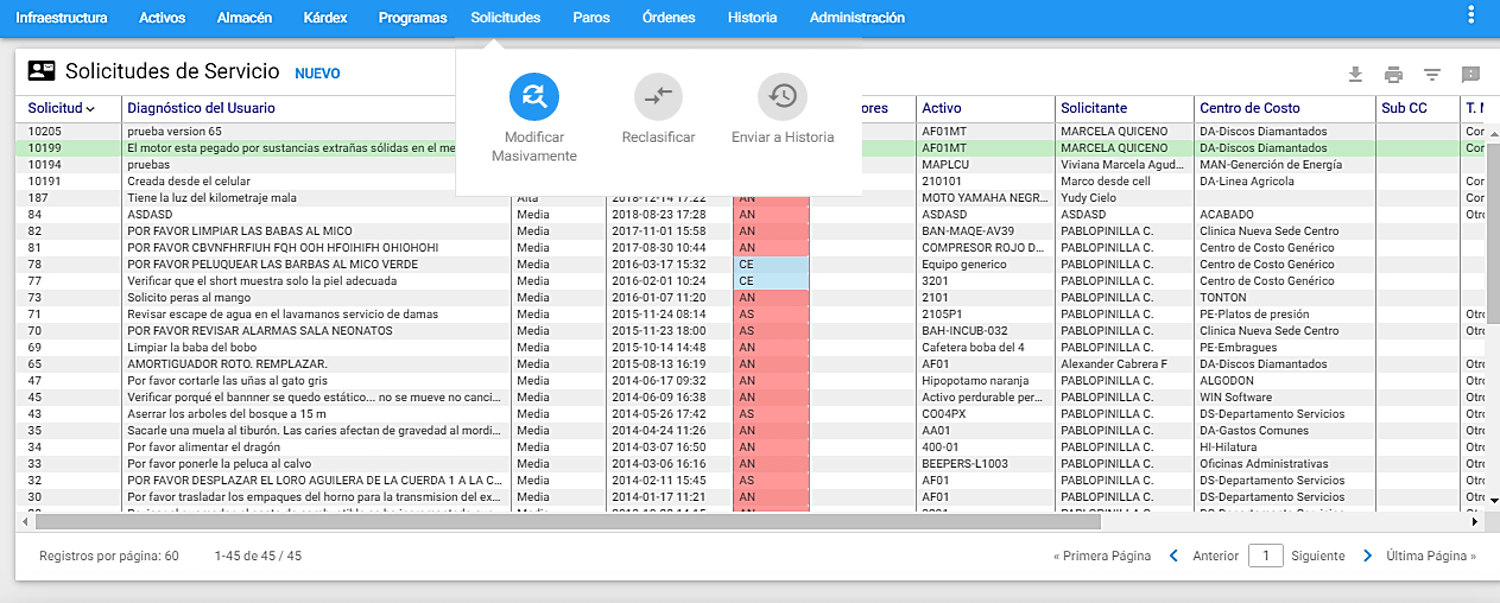 Infraestructura Activos Almacén Kárdex Programas Solicitudes Paros Órdenes Historia Administración
Solicitudes de Servicio NUEVO
Modificar Masivamente
Reclasificar
Enviar a Historia
Solicitud Diagnóstico del Usuario Activo Solicitante Centro de Costo Sub CC
10205 prueba version 65 AF01MT MARCELA QUICENO DA-Discos Diamantados
10199 El motor esta pegado por sustancias extrañas sólidas en el AF01MT MARCELA QUICENO DA-Discos Diamantados
10194 pruebas MAPLCU Viviana Marcela Agud... MAN-Generción de Energía
10191 Creada desde el celular 210101 Marco desde cell DA-Linea Agricola
187 Tiene la luz del kilometraje mala Alta 2018-12-14 17:22 AN MOTO YAMAHA NEGR... Yudy Cielo
84 ASDASD Media 2018-08-23 17:28 AN ASDASD ASDASD ACABADO
82 POR FAVOR LIMPIAR LAS BABAS AL MICO Media 2017-11-01 15:58 AN BAN-MAQE-AV39 PABLOPINILLA C. Clinica Nueva Sede Centro
81 POR FAVOR CBVNFHRFIUH FQH OOH HFOIHIFH OHIOHOHI Media 2017-08-30 10:44 AN COMPRESOR ROJO D... PABLOPINILLA C. Centro de Costo Genérico
78 POR FAVOR PELUQUEAR LAS BARBAS AL MICO VERDE Media 2016-03-17 15:32 CE Equipo generico PABLOPINILLA C. Centro de Costo Genérico
77 Verificar que el short muestra solo la piel adecuada Media 2016-02-01 10:24 CE 3201 PABLOPINILLA C. Centro de Costo Genérico
73 Solicito peras al mango Media 2016-01-07 11:20 AN 2101 PABLOPINILLA C. TONTON
71 Revisar escape de agua en el lavamanos servicio de damas Media 2015-11-24 08:14 AS 2105P1 PABLOPINILLA C. PE-Platos de presión
70 POR FAVOR REVISAR ALARMAS SALA NEONATOS Media 2015-11-23 18:00 AS BAH-INCUB-032 PABLOPINILLA C. Clinica Nueva Sede Centro
69 Limpiar la baba del bobo Media 2015-10-14 14:48 AN Cafetera boba del 4 PABLOPINILLA C. PE-Embragues
65 AMORTIGUADOR ROTO. REMPLAZAR. Media 2015-08-13 16:19 AN AF01 Alexander Cabrera F DA-Discos Diamantados
47 Por favor cortarle las uñas al gato gris Media 2014-06-17 09:32 AN Hipopotamo naranja PABLOPINILLA C. ALGODON
45 Verificar porqué el bannner se quedo estático... no se mueve no canci... Media 2014-06-09 16:38 AN Activo perdurable per... PABLOPINILLA C. WIN Software
43 Aserrar los arboles del bosque a 15 m Media 2014-05-26 17:42 AS CO04PX PABLOPINILLA C. DS-Departamento Servicios
35 Sacarle una muela al tiburón. Las caries afectan de gravedad al mordi... Media 2014-04-24 11:26 AN AA01 PABLOPINILLA C. DA-Gastos Comunes
34 Por favor alimentar el dragón Media 2014-03-07 16:50 AN 400-01 PABLOPINILLA C. HI-Hilatura
33 Por favor ponerle la peluca al calvo Media 2014-03-06 16:16 AN BEEPERS-L1003 PABLOPINILLA C. Oficinas Administrativas
32 POR FAVOR DESPLAZAR EL LORO AGUILERA DE LA CUERDA 1 A LA C... Media 2014-02-11 15:45 AS AF01 PABLOPINILLA C. DS-Departamento Servicios
30 Por favor trasladar los empaques del horno para la transmision del ex... Media 2014-01-17 11:21 AN AF01 PABLOPINILLA C. DS-Departamento Servicios
Registros por página: 60 1-45 de 45 / 45 « Primera Página Anterior 1 Siguiente Última Página »